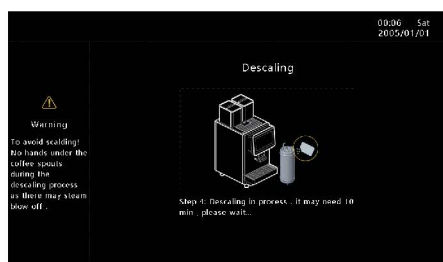 00:06 Sat
2005/01/01
Descaling
Warning
To avoid scalding!
No hands under the
coffee spouts
during the
descaling process
as there may steam
blow off .
Step 4: Descaling in process , it may need 10
min , please wait...